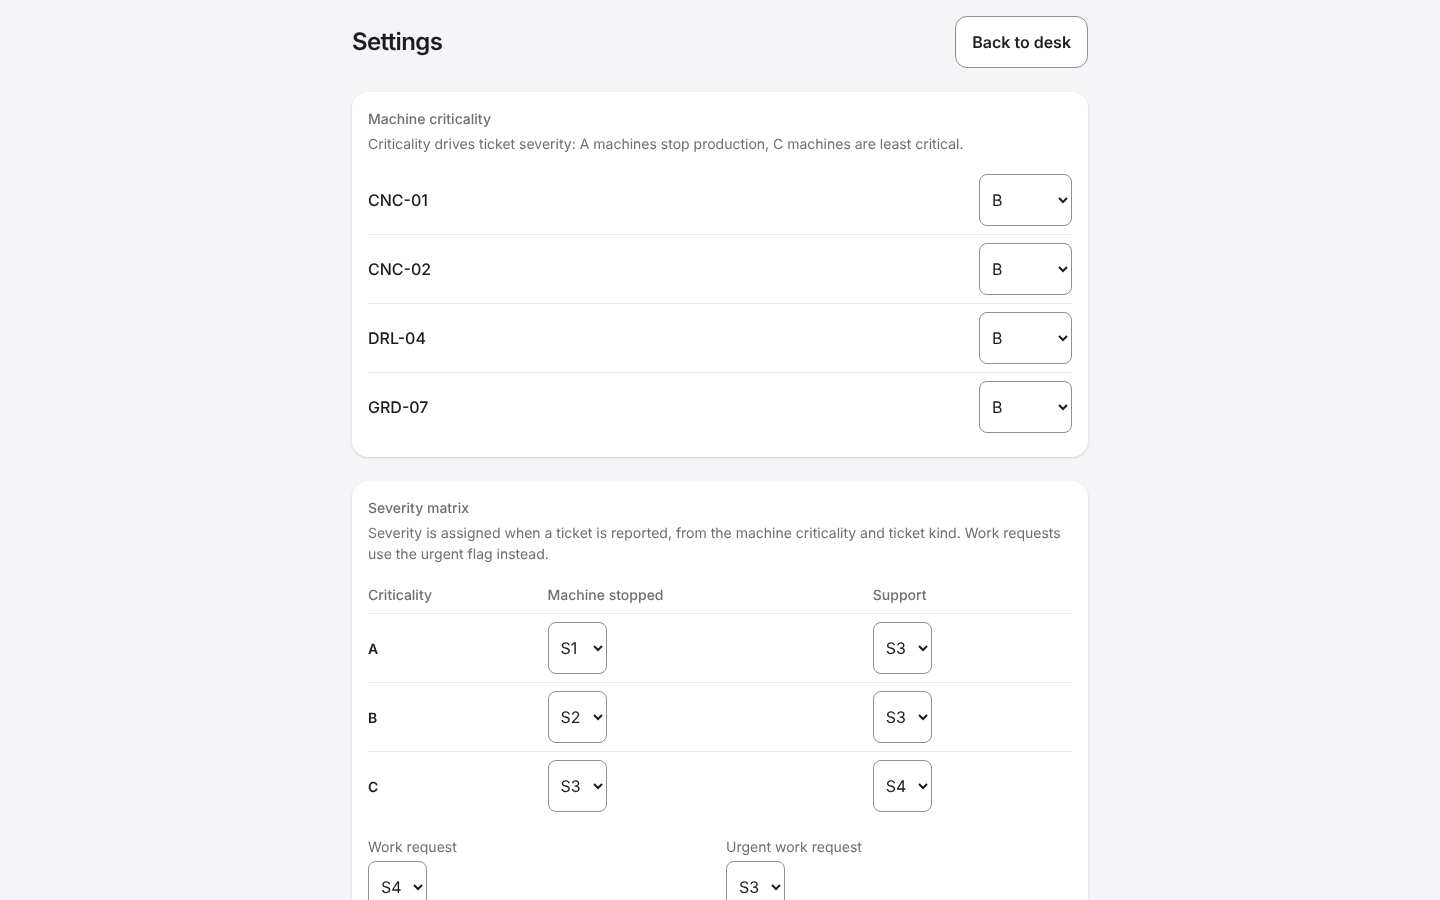 Settings
Back to desk
Machine criticality
Criticality drives ticket severity: A machines stop production, C machines are least critical.
CNC-01
B
CNC-02
B
DRL-04
B
GRD-07
B
Severity matrix
Severity is assigned when a ticket is reported, from the machine criticality and ticket kind. Work requests
use the urgent flag instead.
Criticality Machine stopped Support
A S1 S3
B S2 S3
C S3 S4
Work request Urgent work request
S4 S3